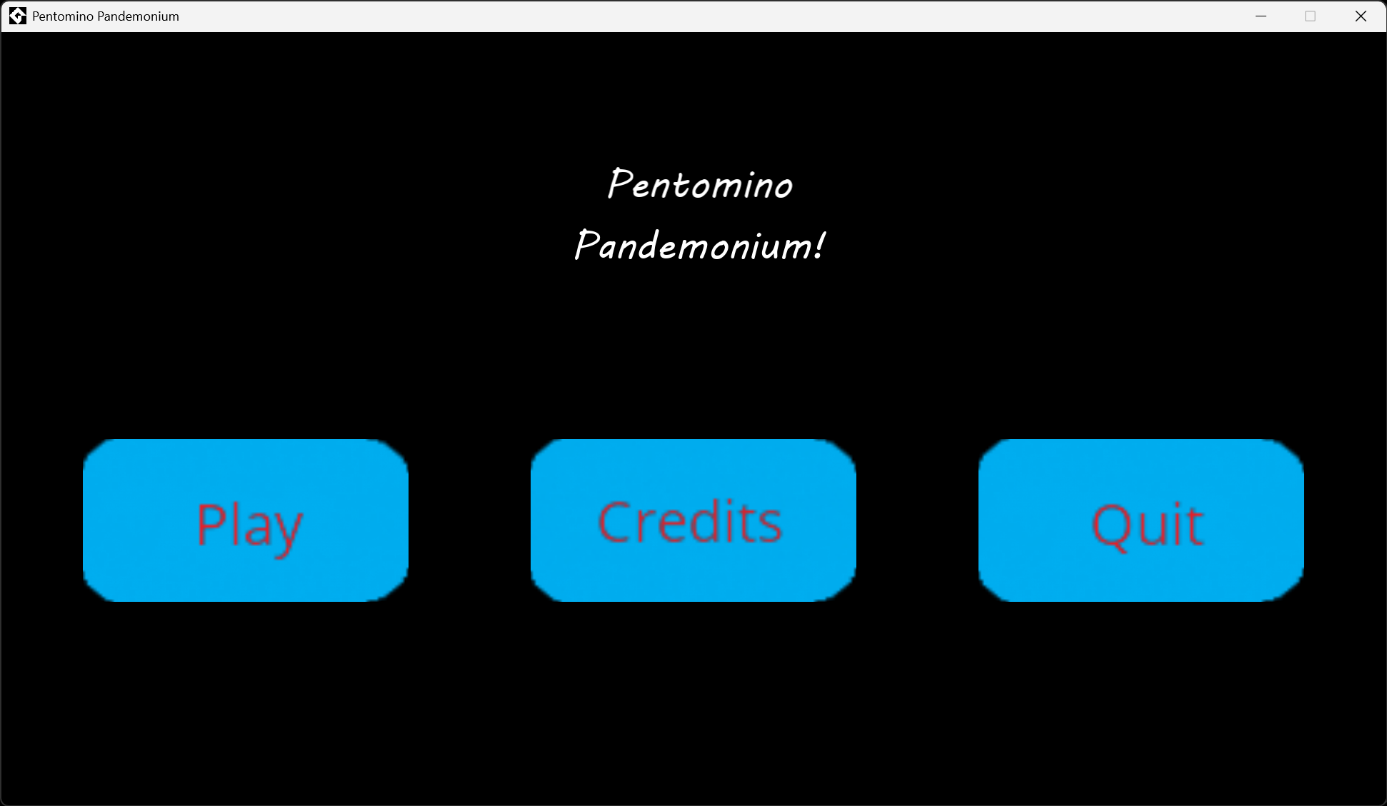 Pentomino Pandemonium
Pentomino
Pandemonium!
Play
Credits
Quit